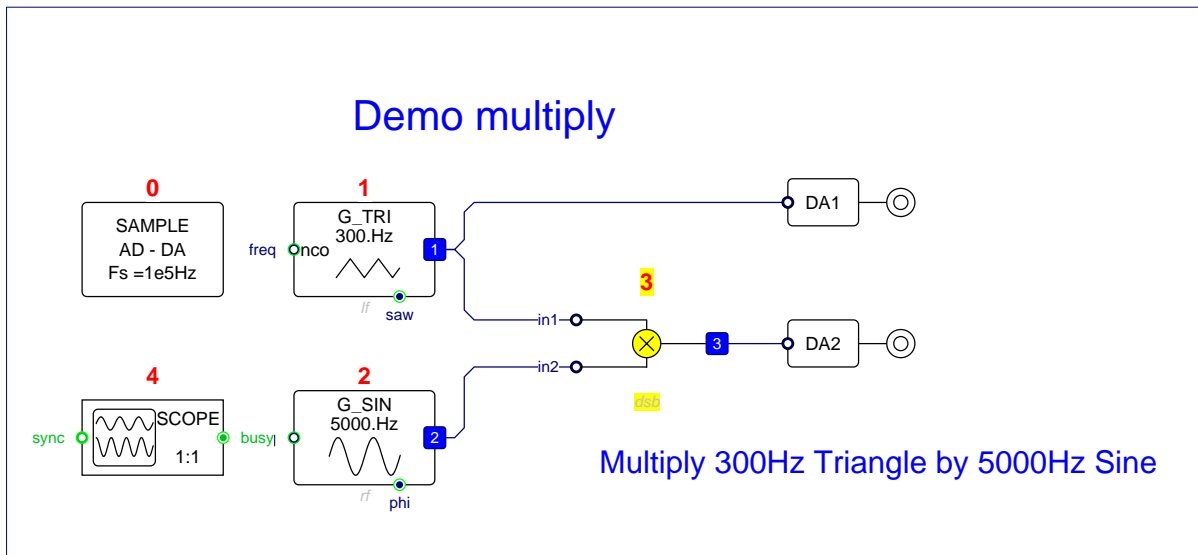 Demo multiply
0
1
SAMPLE
AD - DA
Fs =1e5Hz
G_TRI
300.Hz
freq
nco
1
lf
saw
DA1
3
in1
in2
3
DA2
dsb
4
2
sync
SCOPE
1:1
busy
G_SIN
5000.Hz
2
rf
phi
Multiply 300Hz Triangle by 5000Hz Sine